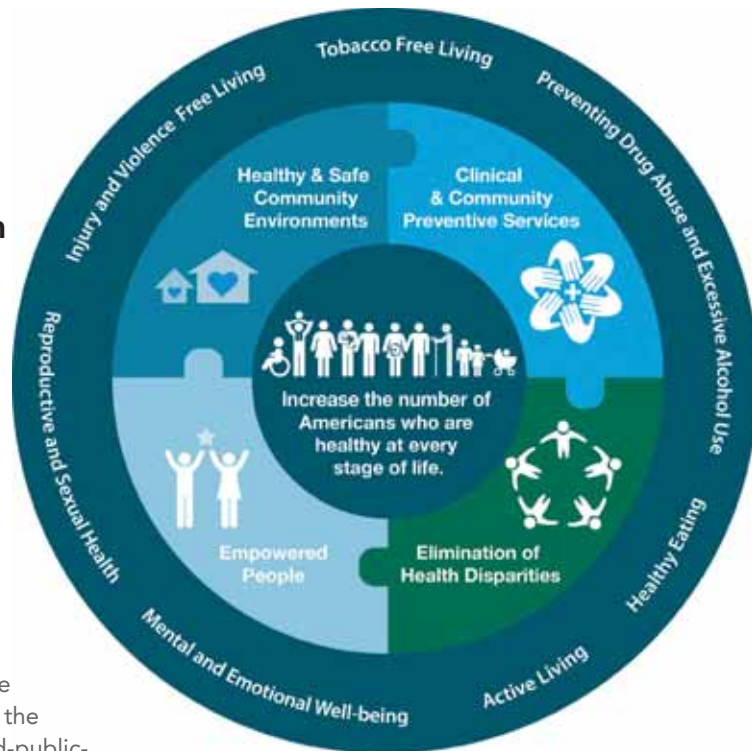 Tobacco Free Living
Preventing Drug Abuse and Excessive Alcohol Use
Healthy Eating
Active Living
Mental and Emotional Well-being
Reproductive and Sexual Health
Injury and Violence Free Living
Healthy & Safe
Community
Environments
Clinical
& Community
Preventive Services
Increase the number of
Americans who are
healthy at every
stage of life.
Empowered
People
Elimination of
Health Disparities
n
e
the
d-public-